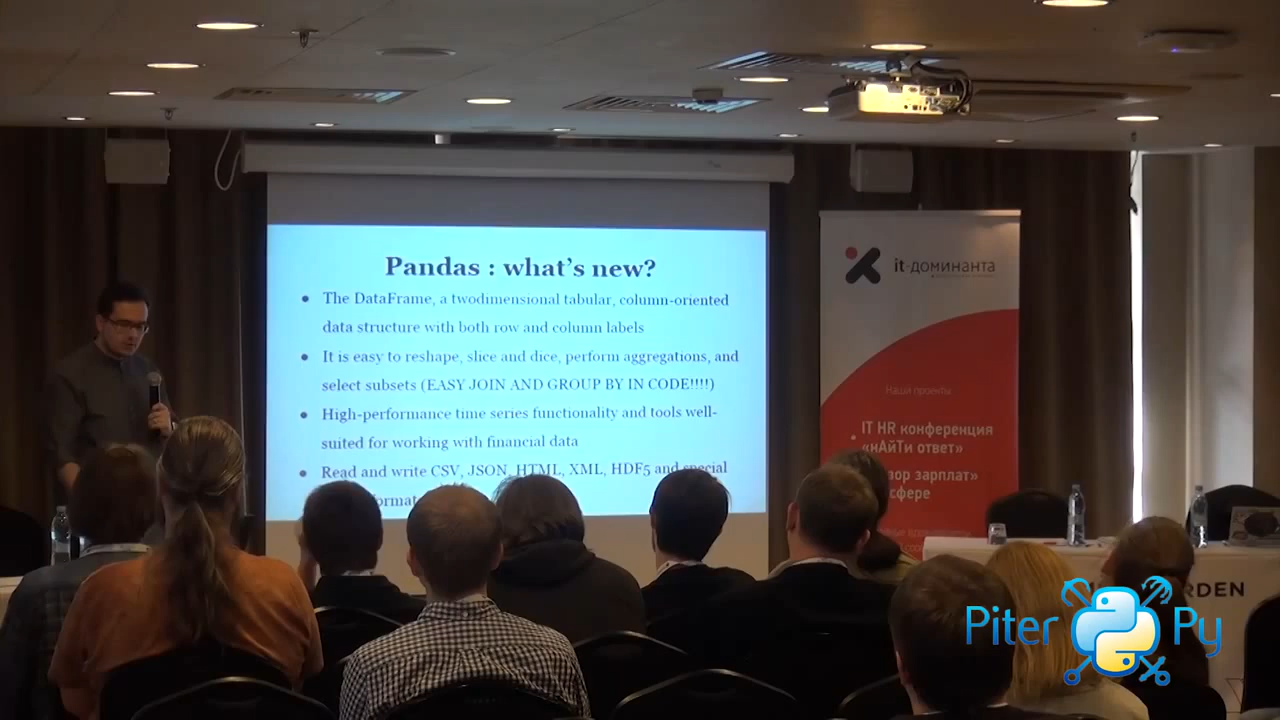 Pandas : what's new?
The DataFrame, a twodimensional tabular, column-oriented
data structure with both row and column labels
It is easy to reshape, slice and dice, perform aggregations, and
select subsets (EASY JOIN AND GROUP BY IN CODE!!!!)
High-performance time series functionality and tools well-
suited for working with financial data
Read and write CSV, JSON, HTML, XML, HDF5 and special
it-доминанта
Наши проекты
IT HR конференция
«нАйТи ответ»
зарплат»
сфере
Piter Py